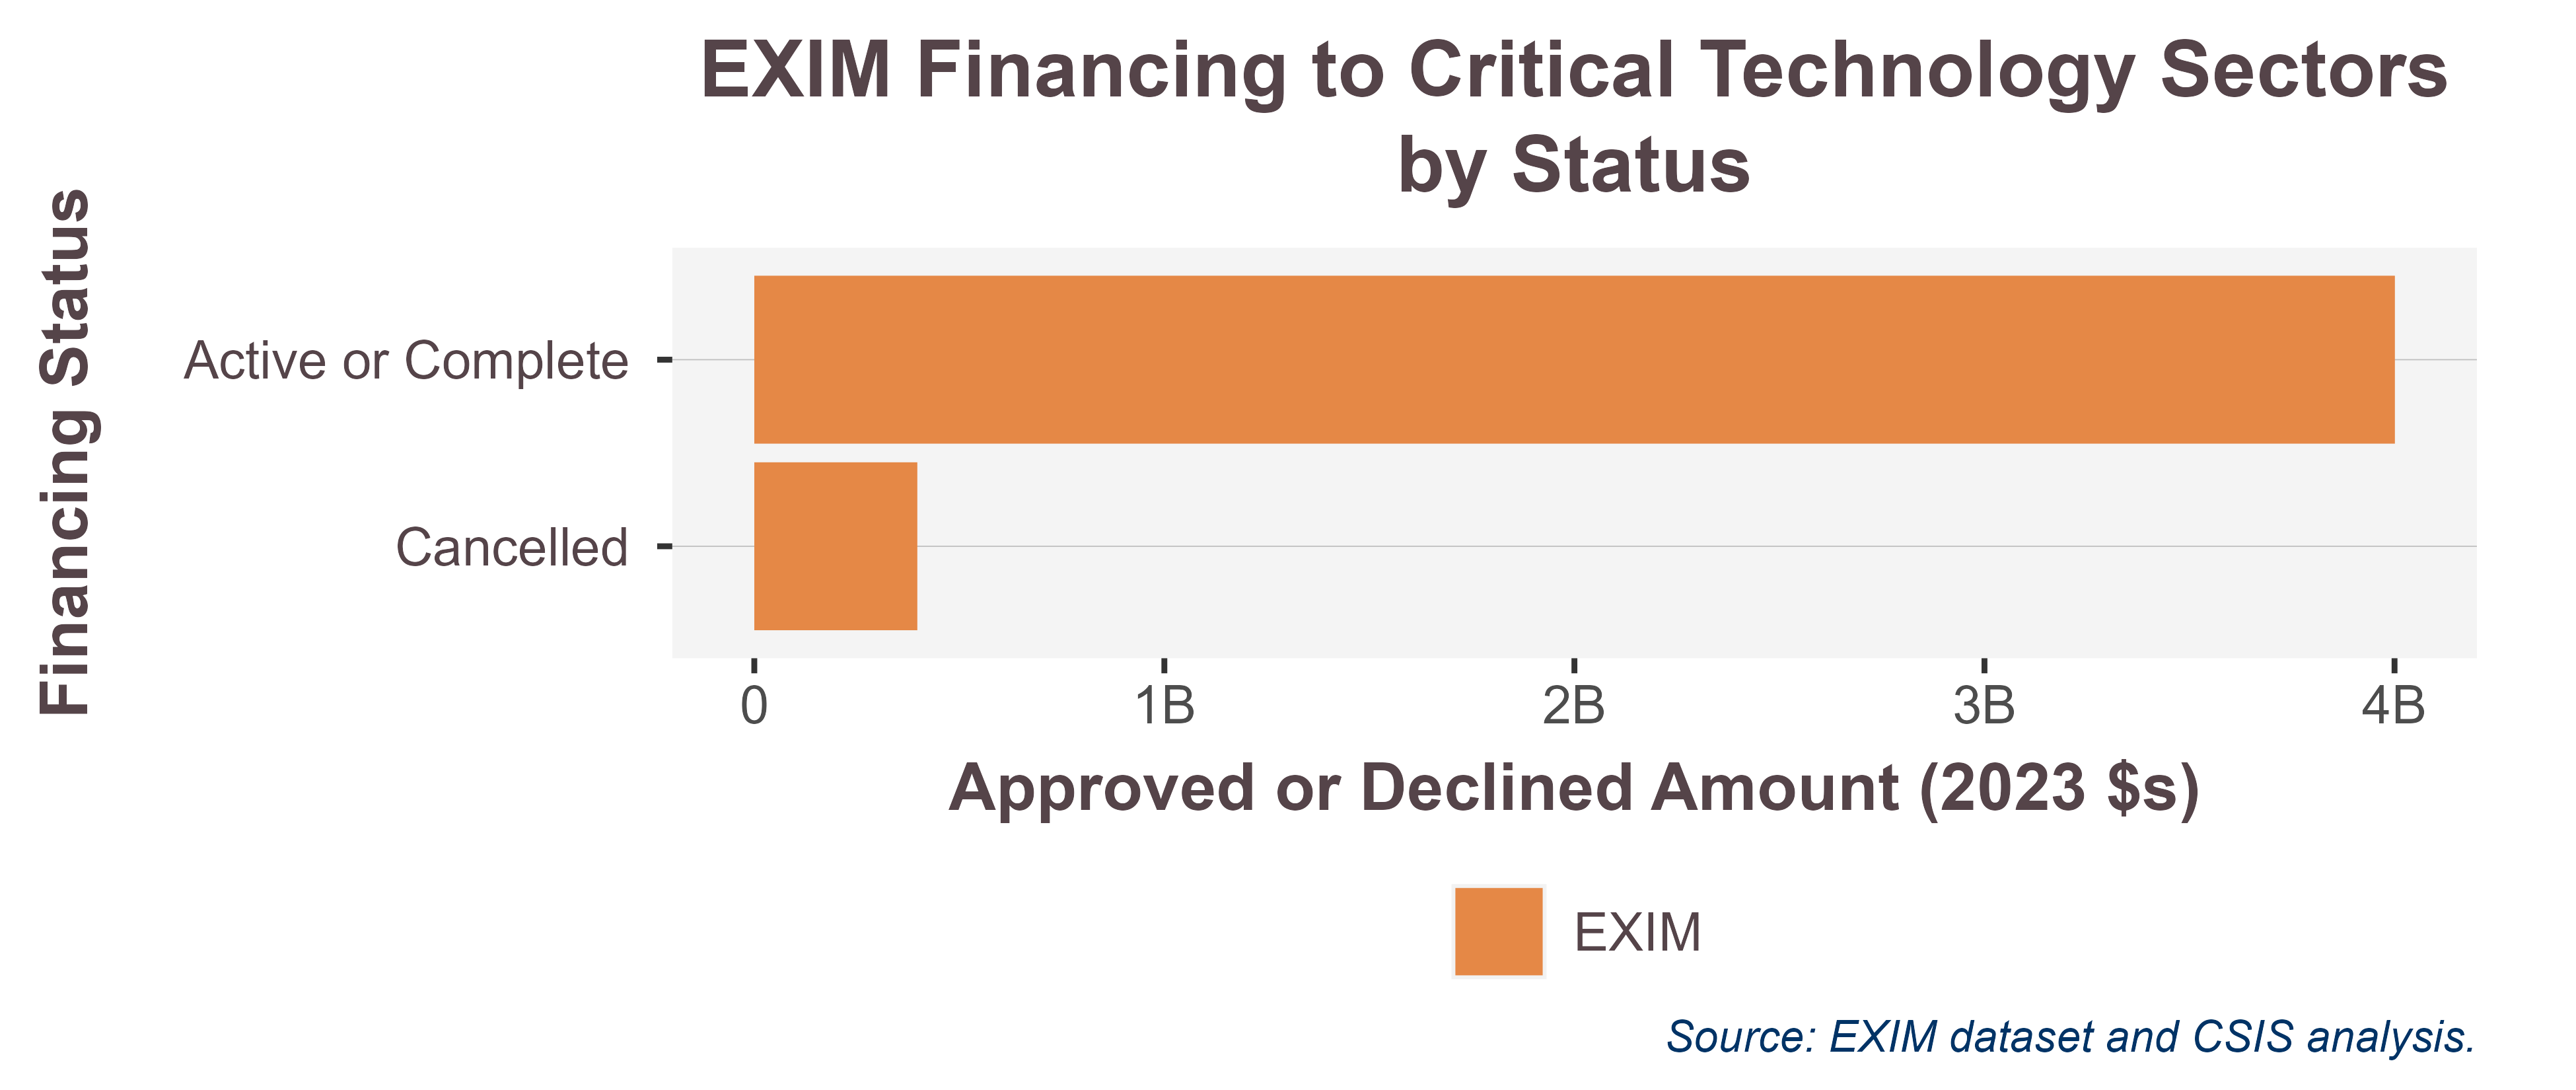 EXIM Financing to Critical Technology Sectors
by Status
Financing Status
Active or Complete
Cancelled
0
1B
2B
3B
4B
Approved or Declined Amount (2023 $s)
EXIM
Source: EXIM dataset and CSIS analysis.